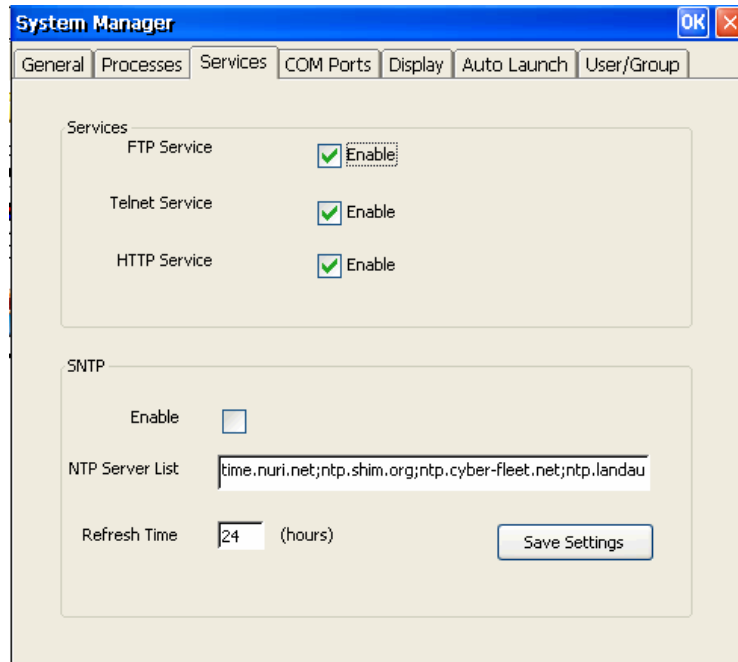 System Manager OK
General Processes Services COM Ports Display Auto Launch User/Group
Services
FTP Service Enable
Telnet Service Enable
HTTP Service Enable
SNTP
Enable
NTP Server List time.nuri.net;ntp.shim.org;ntp.cyber-fleet.net;ntp.landau
Refresh Time 24 (hours) Save Settings